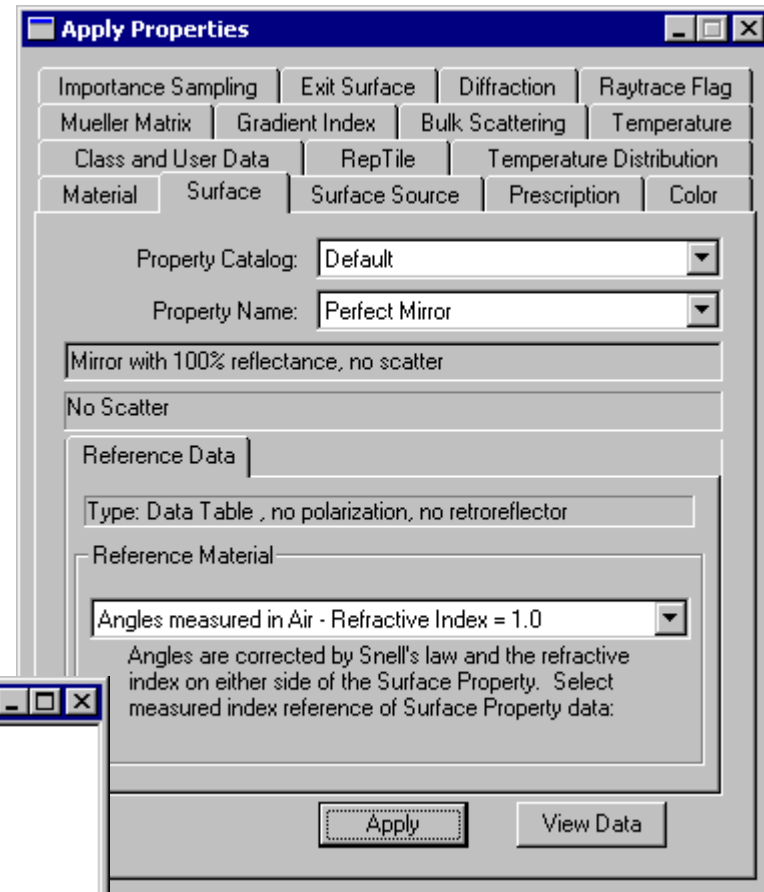 Apply Properties
Importance Sampling Exit Surface Diffraction Raytrace Flag
Mueller Matrix Gradient Index Bulk Scattering Temperature
Class and User Data RepTile Temperature Distribution
Material Surface Surface Source Prescription Color
Property Catalog: Default
Property Name: Perfect Mirror
Mirror with 100% reflectance, no scatter
No Scatter
Reference Data
Type: Data Table , no polarization, no retroreflector
Reference Material
Angles measured in Air - Refractive Index = 1.0
Angles are corrected by Snell's law and the refractive
index on either side of the Surface Property.  Select
measured index reference of Surface Property data:
Apply View Data